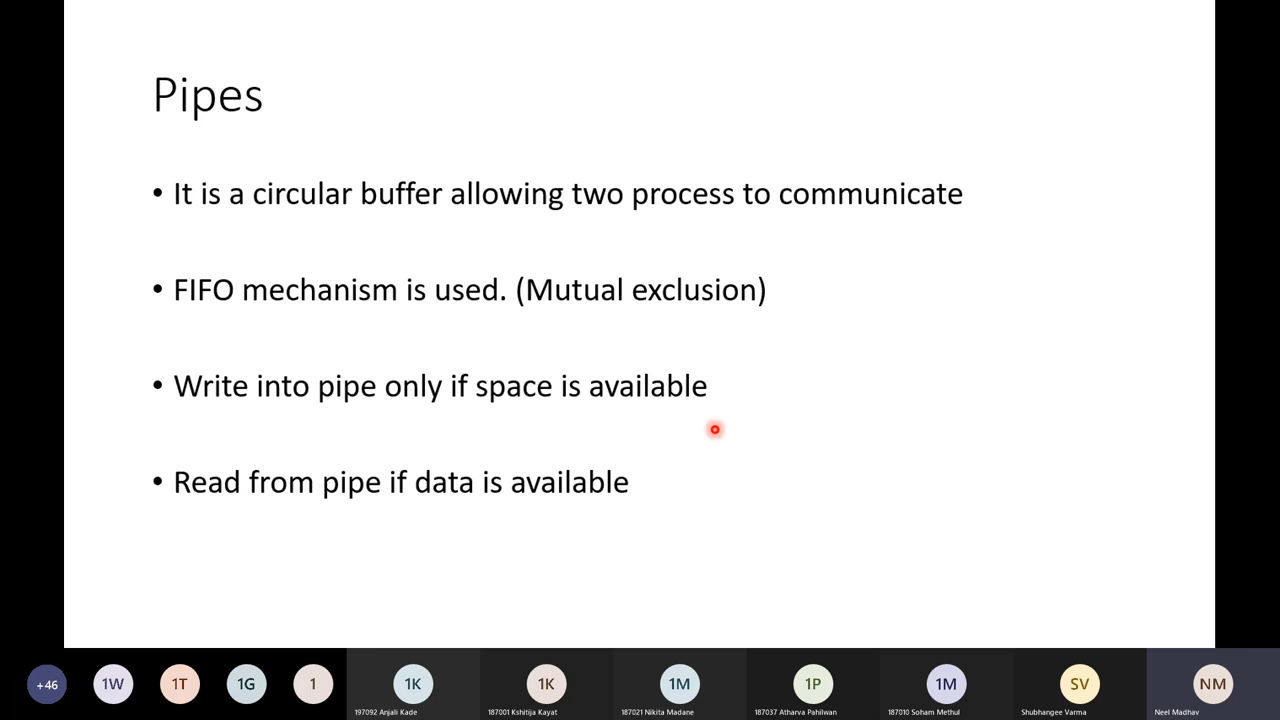 Pipes
• It is a circular buffer allowing two process to communicate
• FIFO mechanism is used. (Mutual exclusion)
• Write into pipe only if space is available
• Read from pipe if data is available
+46 1W 1T 1G 1 1K 1K 1M 1P 1M SV NM
197092 Anjali Kade 187001 Kshitija Kayat 187021 Nikita Madane 187037 Atharva Pahilwan 187010 Soham Methul Shubhangee Varma Neel Madhav